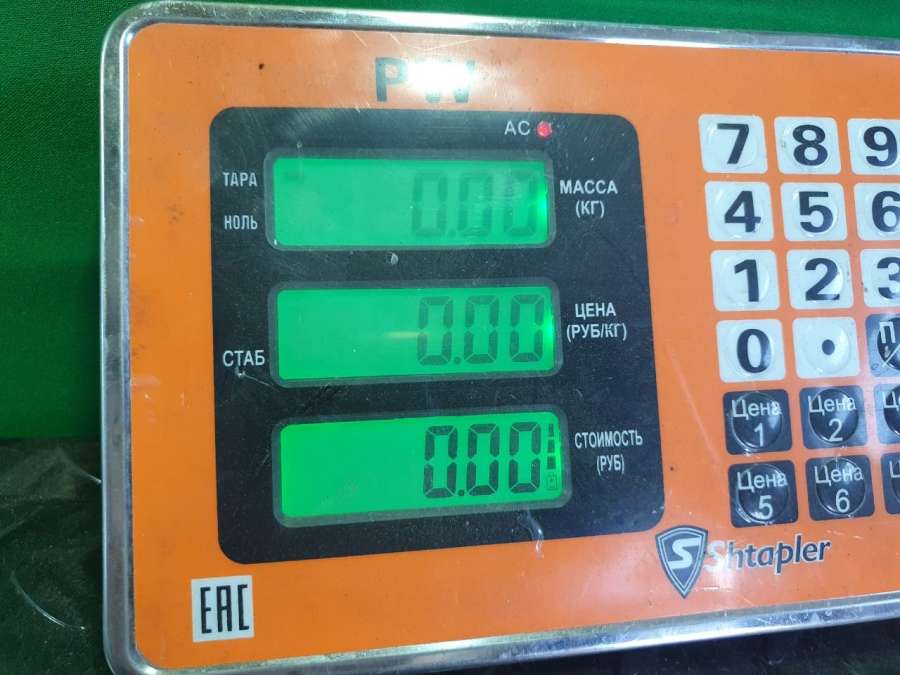 PW
AC
ТАРА
НОЛЬ
0.00
МАССА
(КГ)
СТАБ
0.00
ЦЕНА
(РУБ/КГ)
0.00
СТОИМОСТЬ
(РУБ)
7 8 9
4 5 6
1 2 3
0 .
Цена 1
Цена 2
Цена 5
Цена 6
S Shtapler
EAC